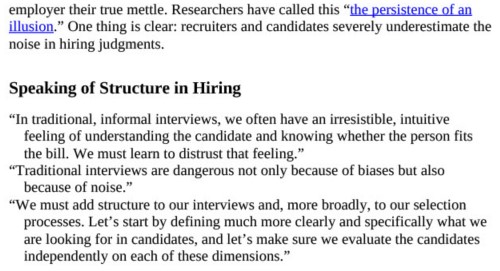 employer their true mettle. Researchers have called this “the persistence of an
illusion.” One thing is clear: recruiters and candidates severely underestimate the
noise in hiring judgments.
Speaking of Structure in Hiring
“In traditional, informal interviews, we often have an irresistible, intuitive
feeling of understanding the candidate and knowing whether the person fits
the bill. We must learn to distrust that feeling.”
“Traditional interviews are dangerous not only because of biases but also
because of noise.”
“We must add structure to our interviews and, more broadly, to our selection
processes. Let’s start by defining much more clearly and specifically what we
are looking for in candidates, and let’s make sure we evaluate the candidates
independently on each of these dimensions.”